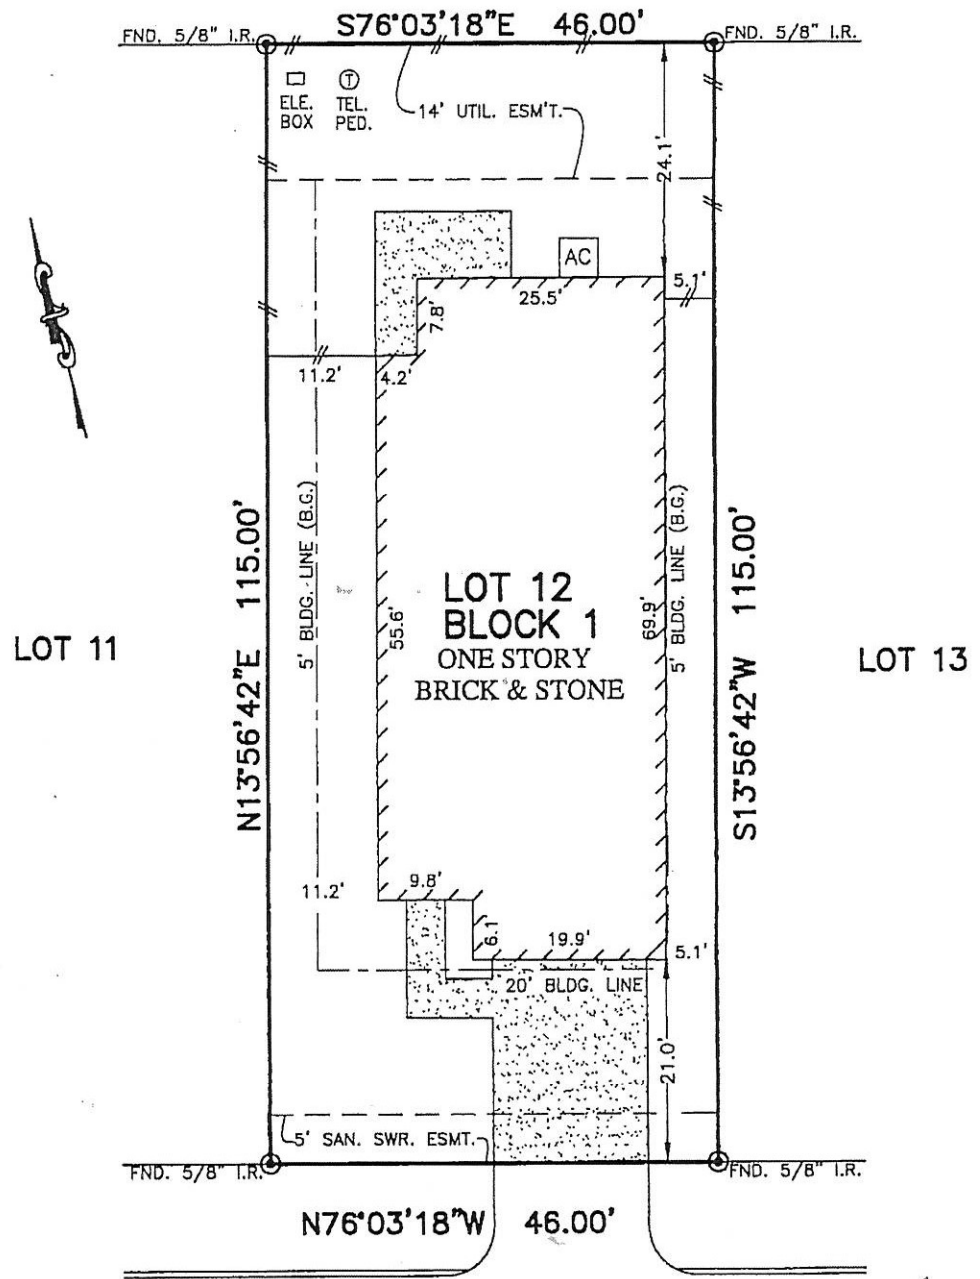 S76°03'18"E 46.00'
FND. 5/8" I.R.
FND. 5/8" I.R.
ELE.
BOX
TEL.
PED.
T
14' UTIL. ESM'T.
24.1'
AC
25.5'
5.1'
7.8'
11.2'
4.2'
5' BLDG. LINE (B.G.)
N13°56'42"E 115.00'
55.6'
LOT 12
BLOCK 1
ONE STORY
BRICK & STONE
69.9'
5' BLDG. LINE (B.G.)
S13°56'42"W 115.00'
LOT 11
LOT 13
11.2'
9.8'
6.1
19.9'
5.1'
20' BLDG. LINE
21.0'
5' SAN. SWR. ESMT.
FND. 5/8" I.R.
FND. 5/8" I.R.
N76°03'18"W 46.00'